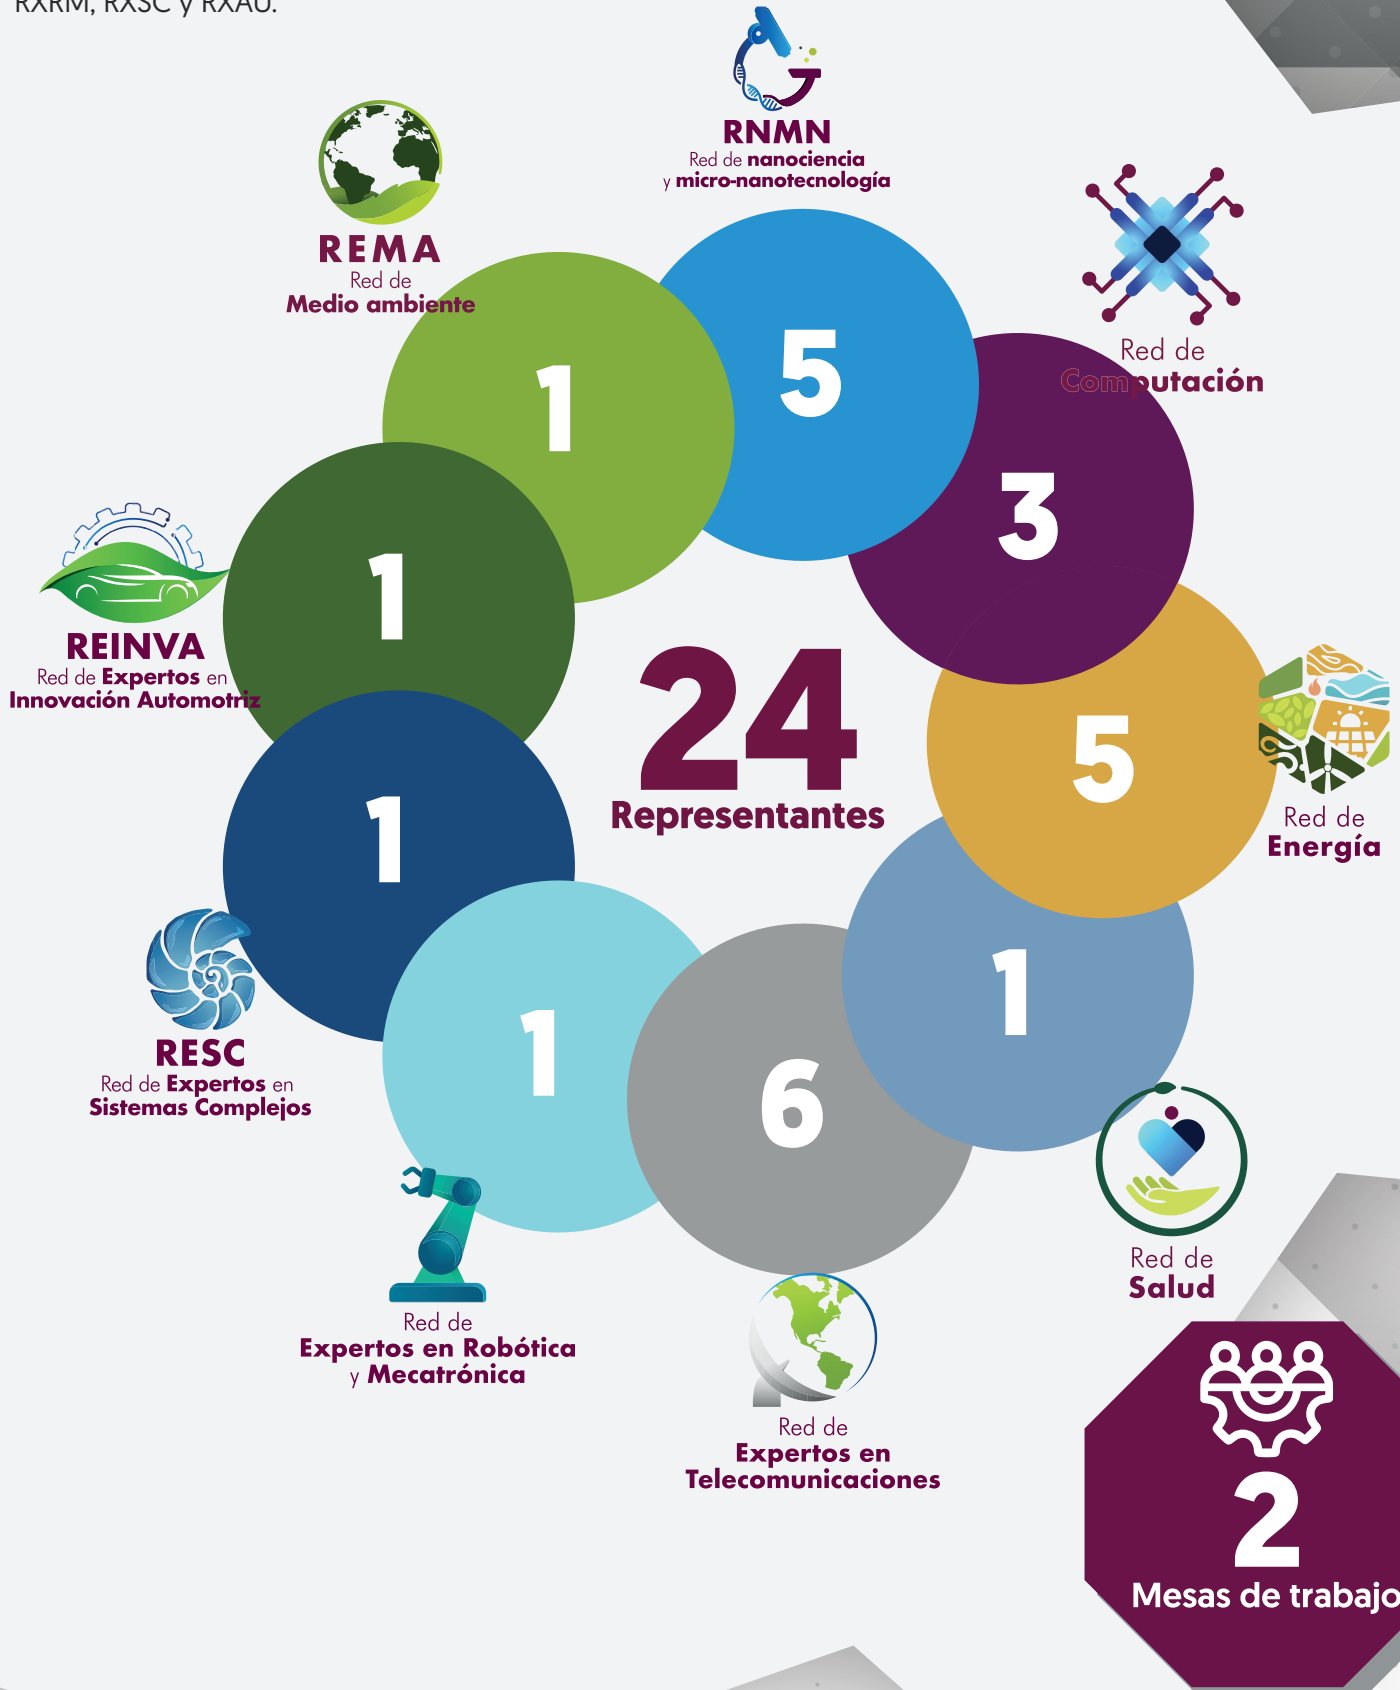 RXRM, RXSC y RXAU.
RNMN
Red de nanociencia
y micro-nanotecnología
REMA
Red de
Medio ambiente
Red de
Computación
5
1
3
1
REINVA
Red de Expertos en
Innovación Automotriz
24
Representantes
5
Red de
Energía
1
1
RESC
Red de Expertos en
Sistemas Complejos
1
6
Red de
Salud
Red de
Expertos en Robótica
y Mecatrónica
Red de
Expertos en
Telecomunicaciones
2
Mesas de trabajo